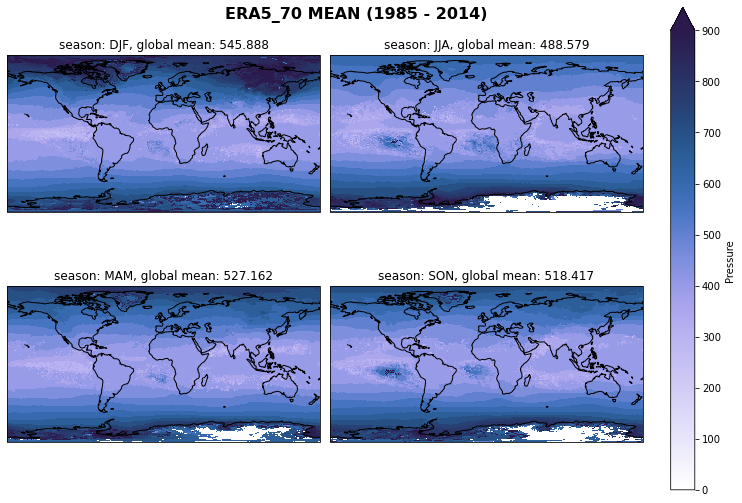 ERA5_70 MEAN (1985 - 2014)
season: DJF, global mean: 545.888
season: JJA, global mean: 488.579
season: MAM, global mean: 527.162
season: SON, global mean: 518.417
900
800
700
600
500
400
300
200
100
0
Pressure